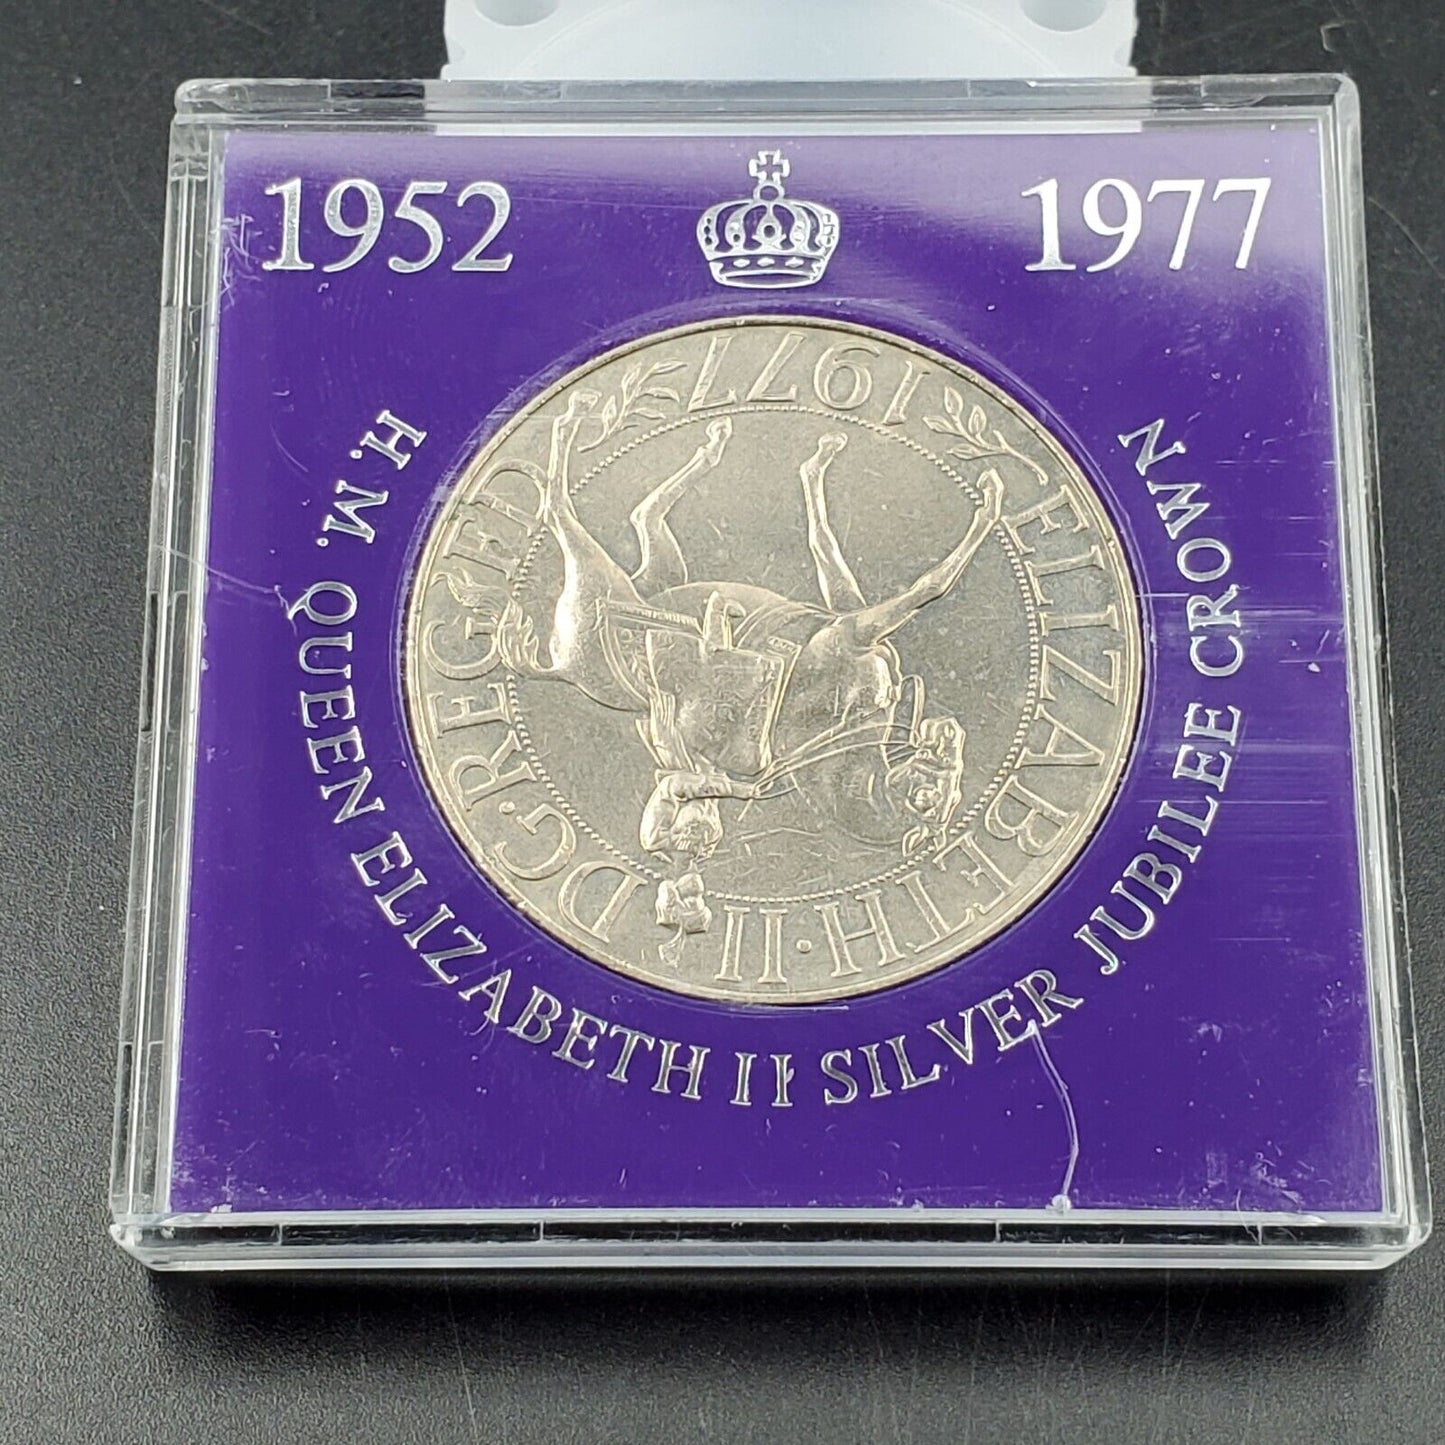 1952 1977
H.M. QUEEN ELIZABETH II SILVER JUBILEE CROWN
D·G·REG·F·D 1977 ELIZABETH·II